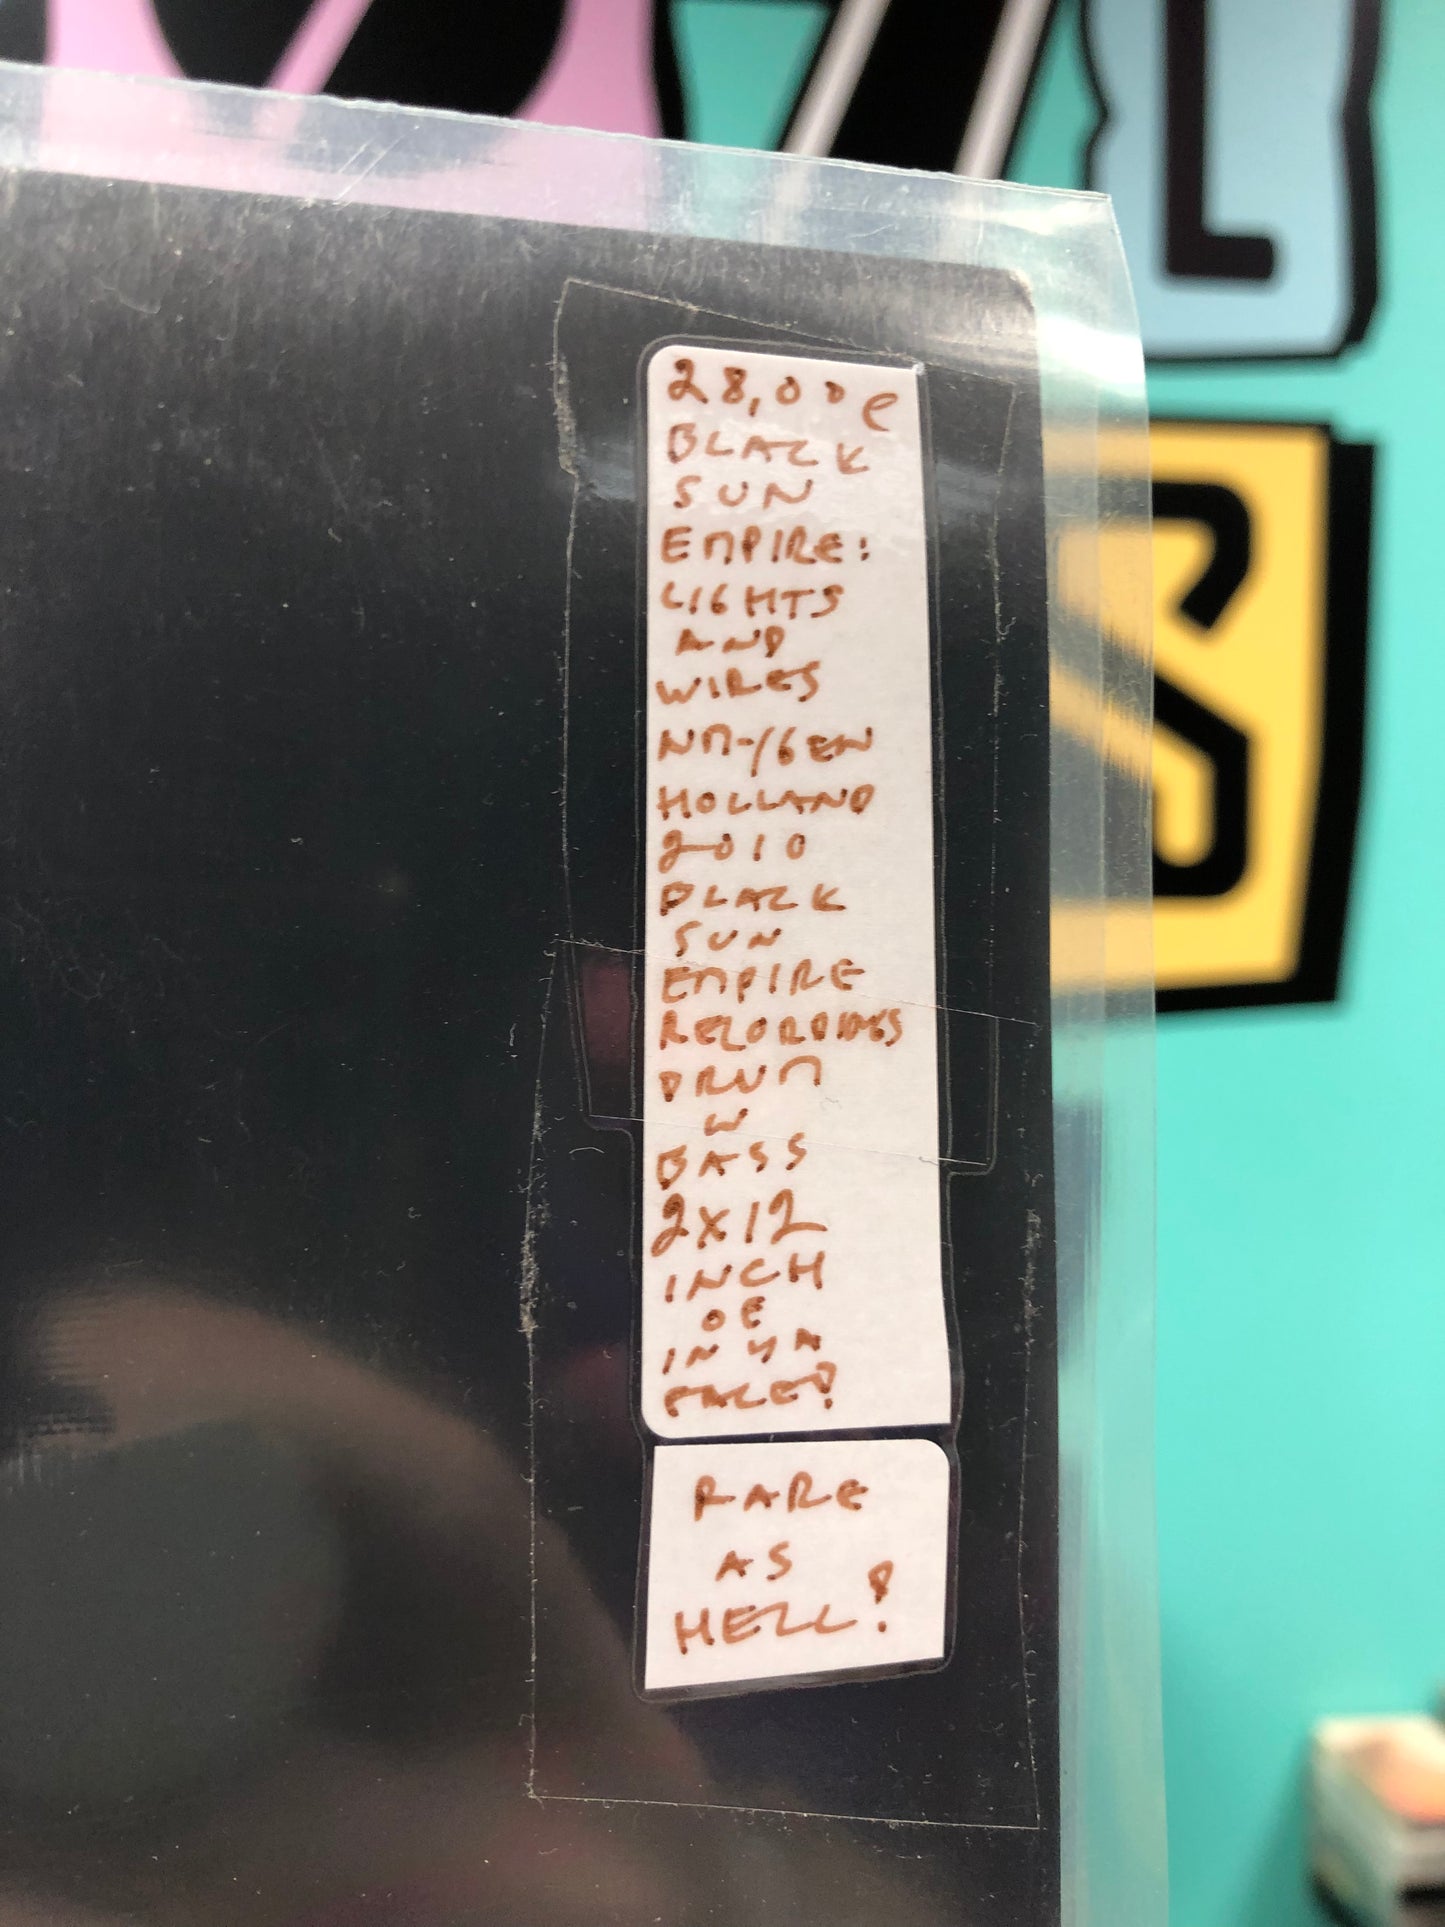 28,00e
BLACK
SUN
EMPIRE:
LIGHTS
AND
WIRES
NM-/GEN
HOLLAND
2010
BLACK
SUN
EMPIRE
RECORDINGS
DRUM
N
BASS
2X12
INCH
OE
IN YA
FACE!
RARE
AS
HELL!
L
S